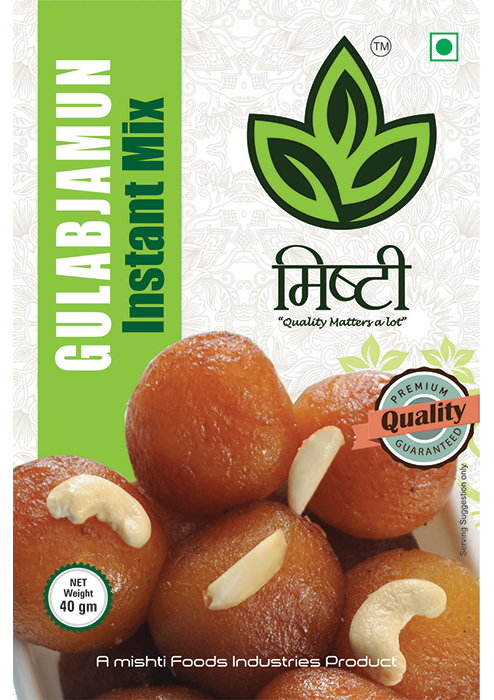 GULABJAMUN
Instant Mix
TM
मिष्टी
"Quality Matters a lot"
PREMIUM
Quality
GUARANTEED
Sirtving Suggestion only
NET
Weight
40 gm
A mishti Foods Industries Product